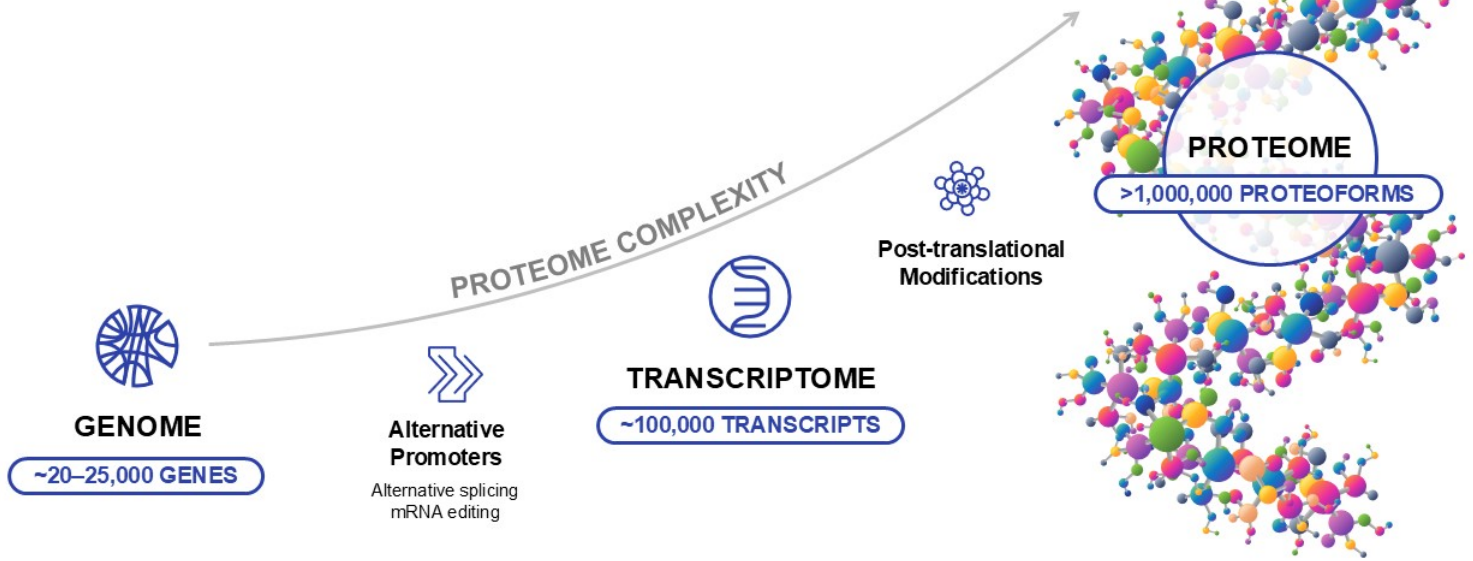 PROTEOME COMPLEXITY
GENOME
~20–25,000 GENES
Alternative
Promoters
Alternative splicing
mRNA editing
TRANSCRIPTOME
~100,000 TRANSCRIPTS
Post-translational
Modifications
PROTEOME
>1,000,000 PROTEOFORMS